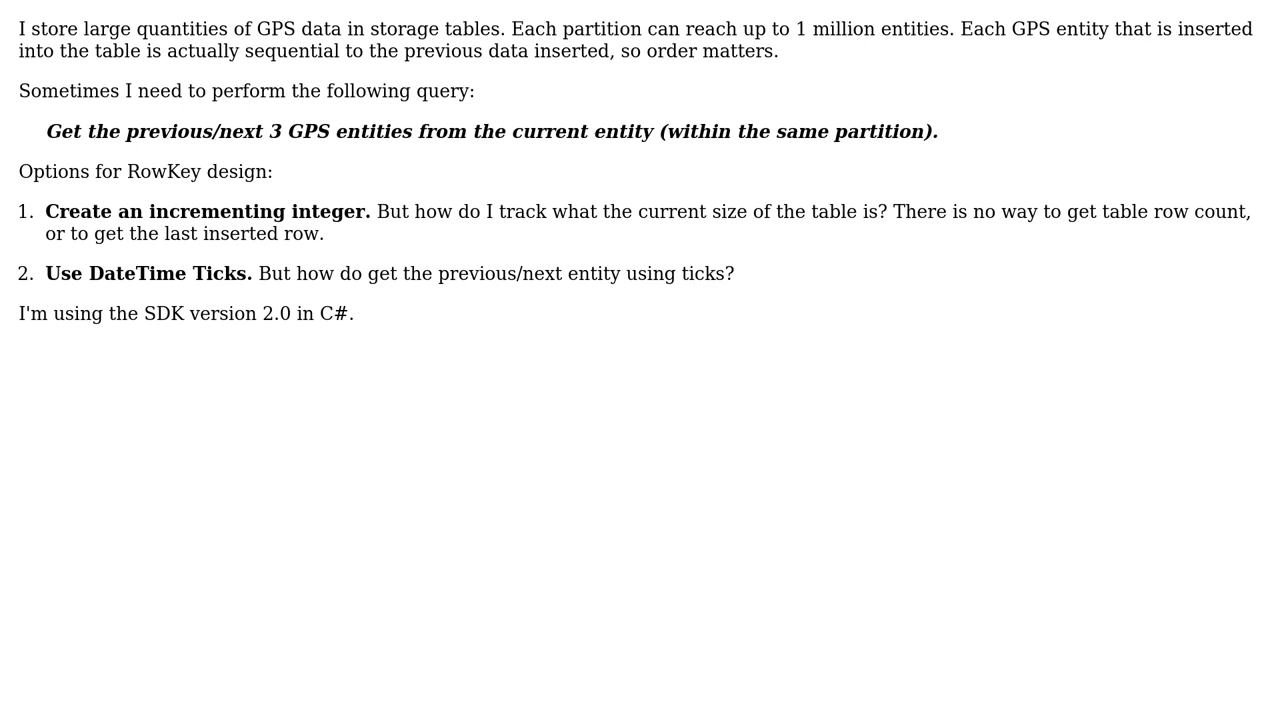 I store large quantities of GPS data in storage tables. Each partition can reach up to 1 million entities. Each GPS entity that is inserted
into the table is actually sequential to the previous data inserted, so order matters.
Sometimes I need to perform the following query:
Get the previous/next 3 GPS entities from the current entity (within the same partition).
Options for RowKey design:
1. Create an incrementing integer. But how do I track what the current size of the table is? There is no way to get table row count,
or to get the last inserted row.
2. Use DateTime Ticks. But how do get the previous/next entity using ticks?
I'm using the SDK version 2.0 in C#.